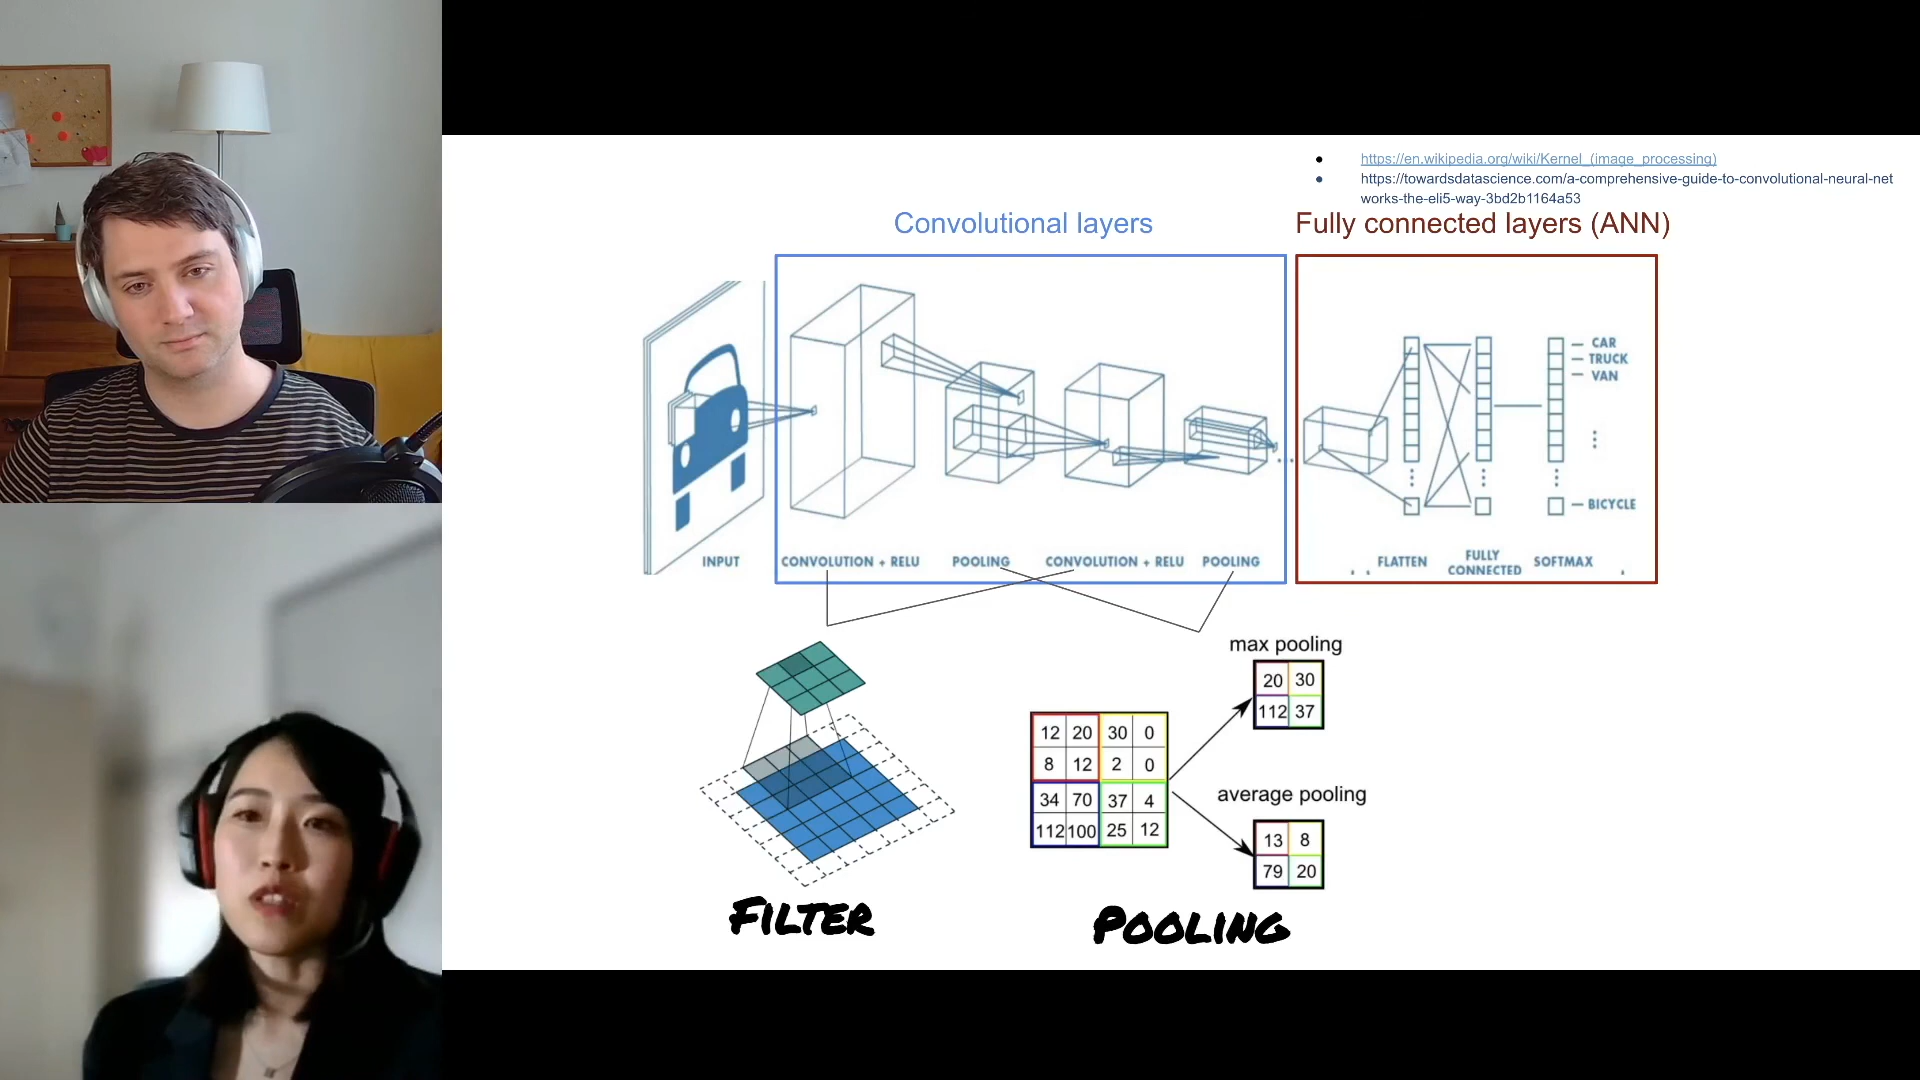 https://en.wikipedia.org/wiki/Kernel_(image_processing)
https://towardsdatascience.com/a-comprehensive-guide-to-convolutional-neural-net
works-the-eli5-way-3bd2b1164a53
Convolutional layers
Fully connected layers (ANN)
CAR
TRUCK
VAN
BICYCLE
INPUT
CONVOLUTION + RELU
POOLING
CONVOLUTION + RELU
POOLING
FLATTEN
FULLY
CONNECTED
SOFTMAX
max pooling
20 30
112 37
12 20 30 0
8 12 2 0
34 70 37 4
112 100 25 12
average pooling
13 8
79 20
FILTER
POOLING